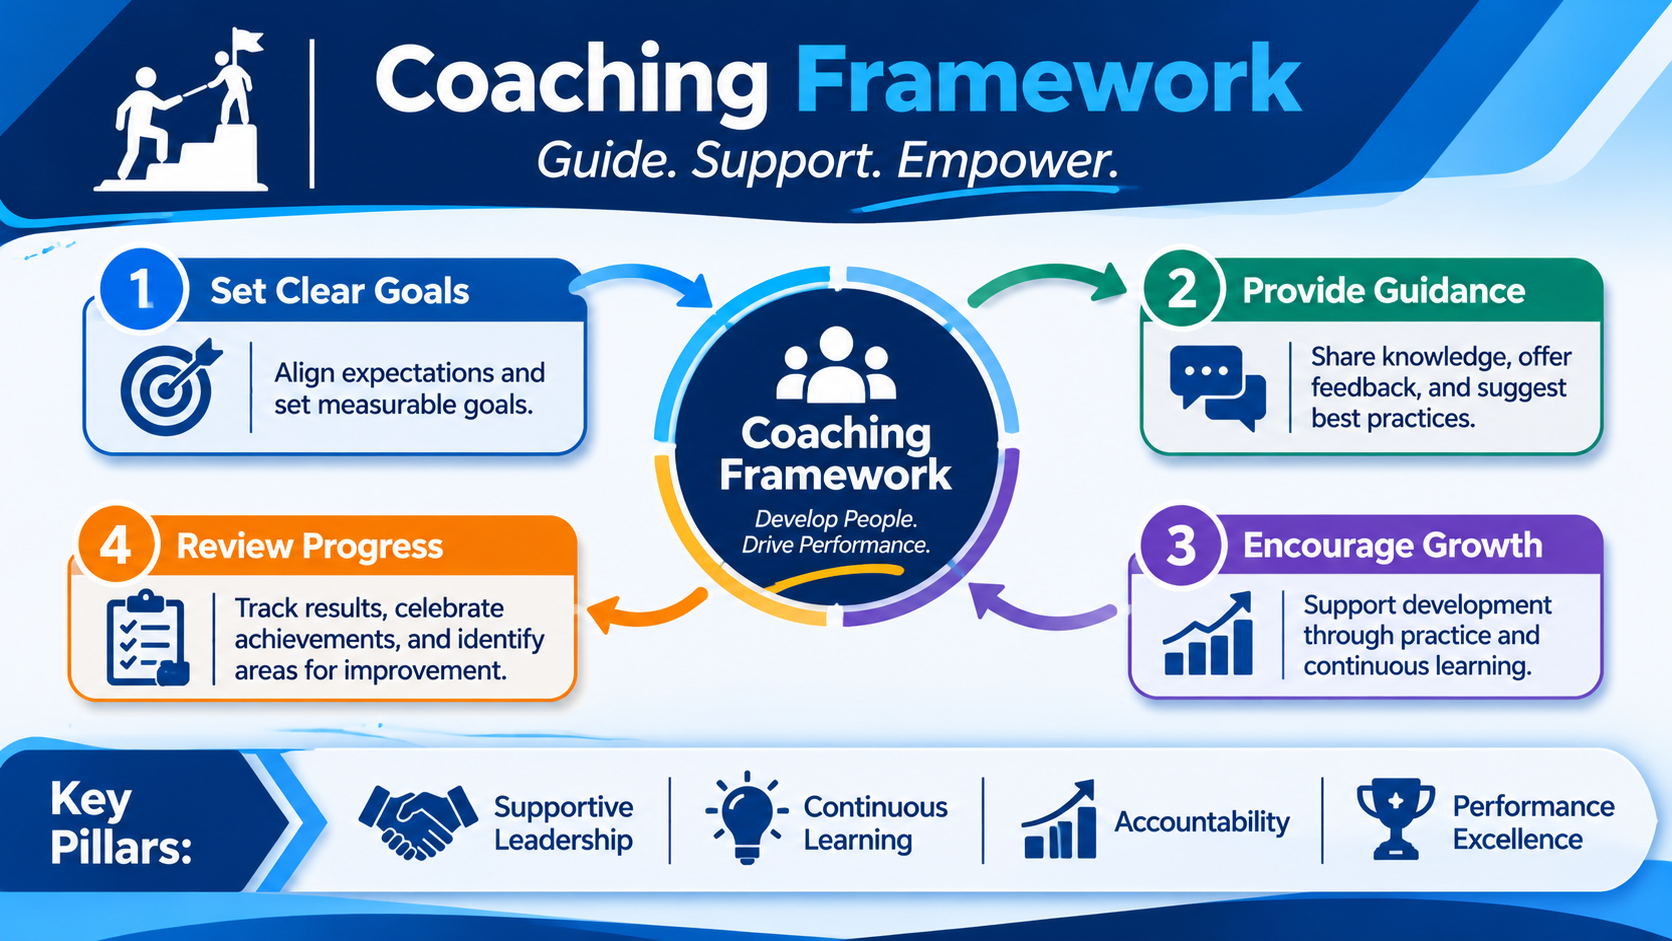 Coaching Framework
Guide. Support. Empower.
1
Set Clear Goals
Align expectations and
set measurable goals.
2
Provide Guidance
Share knowledge, offer
feedback, and suggest
best practices.
Coaching
Framework
Develop People.
Drive Performance.
3
Encourage Growth
Support development
through practice and
continuous learning.
4
Review Progress
Track results, celebrate
achievements, and identify
areas for improvement.
Key
Pillars:
Supportive
Leadership
Continuous
Learning
Accountability
Performance
Excellence